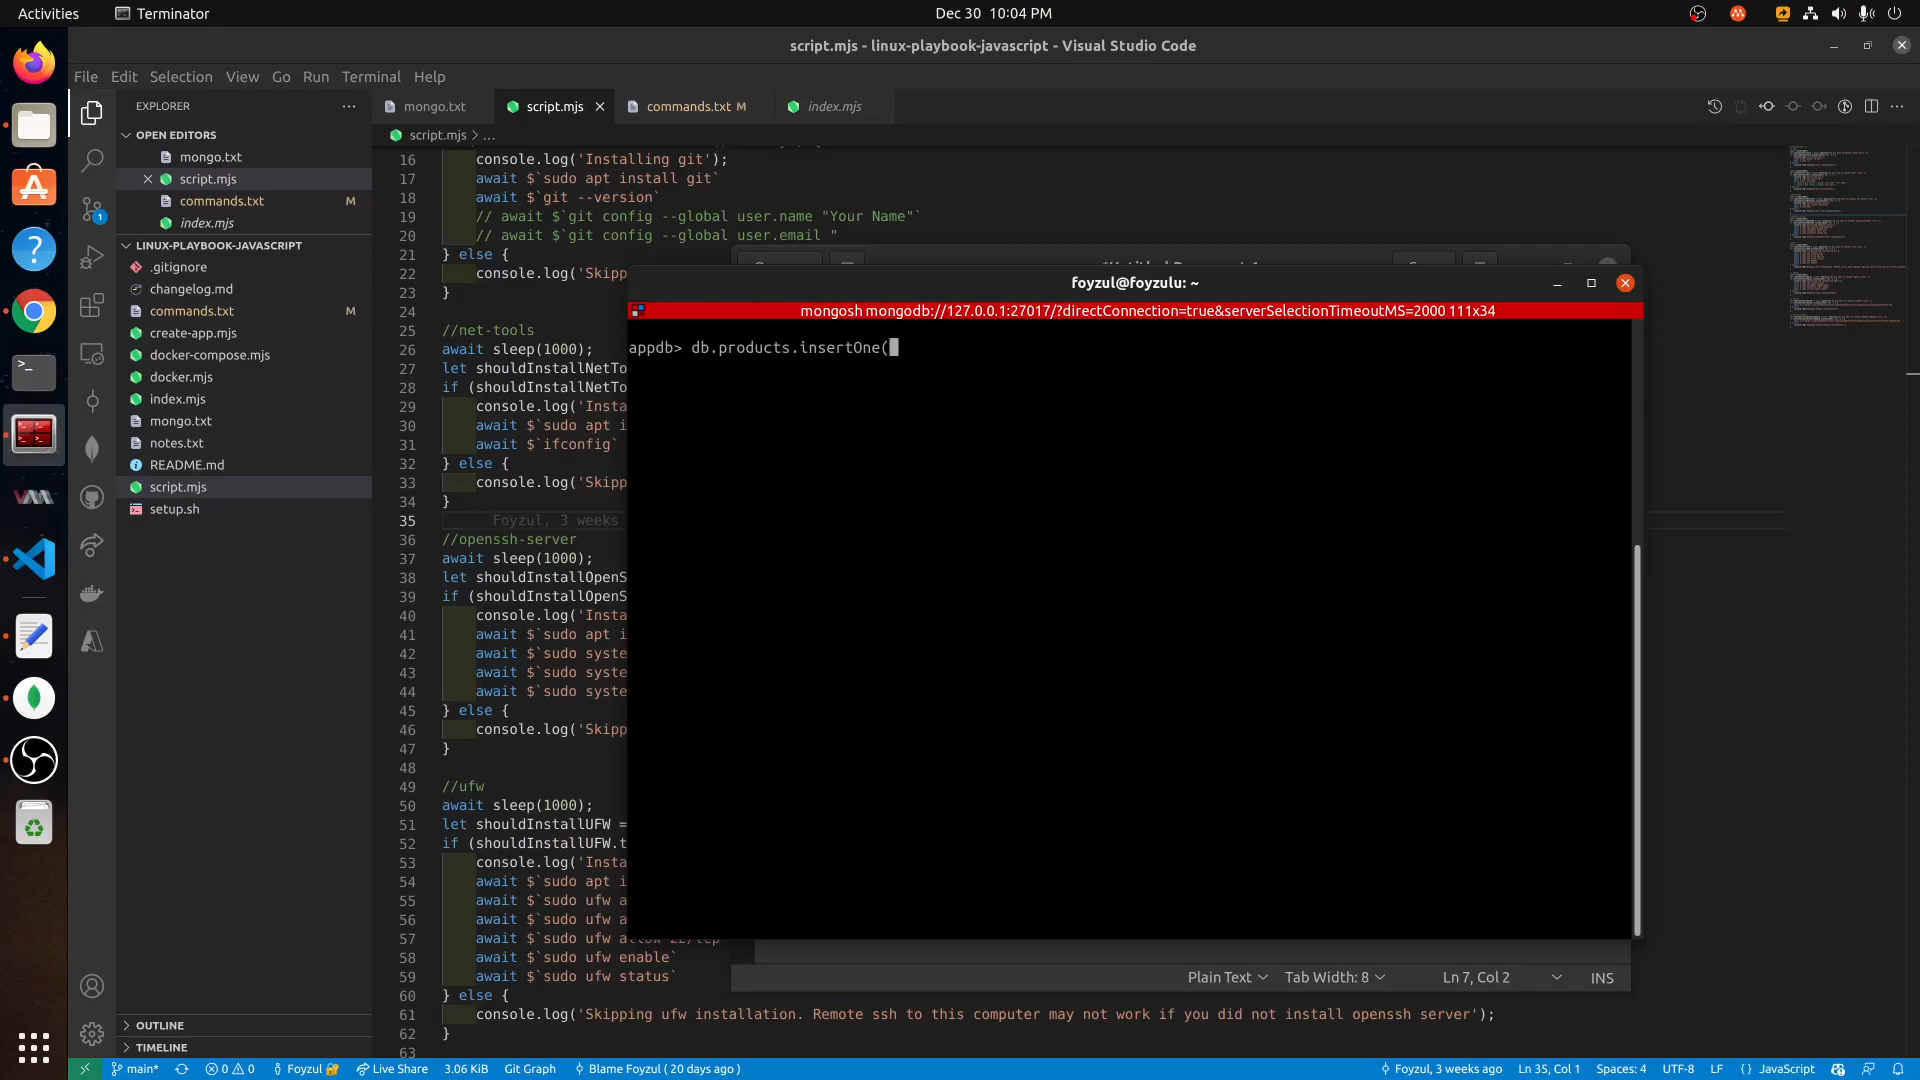 Activities
Terminator
Dec 30 10:04 PM
script.mjs - linux-playbook-javascript - Visual Studio Code
File Edit Selection View Go Run Terminal Help
EXPLORER
OPEN EDITORS
mongo.txt
script.mjs
commands.txt M
index.mjs
LINUX-PLAYBOOK-JAVASCRIPT
.gitignore
changelog.md
commands.txt M
create-app.mjs
docker-compose.mjs
docker.mjs
index.mjs
mongo.txt
notes.txt
README.md
script.mjs
setup.sh
OUTLINE
TIMELINE
mongo.txt script.mjs commands.txt M index.mjs
script.mjs > ...
16 console.log('Installing git');
17 await $`sudo apt install git`
18 await $`git --version`
19 // await $`git config --global user.name "Your Name"`
20 // await $`git config --global user.email "
21 } else {
22 console.log('Skipp
23 }
24
25 //net-tools
26 await sleep(1000);
27 let shouldInstallNetTo
28 if (shouldInstallNetTo
29 console.log('Insta
30 await $`sudo apt i
31 await $`ifconfig`
32 } else {
33 console.log('Skipp
34 }
35 Foyzul, 3 weeks
36 //openssh-server
37 await sleep(1000);
38 let shouldInstallOpenS
39 if (shouldInstallOpenS
40 console.log('Insta
41 await $`sudo apt i
42 await $`sudo syste
43 await $`sudo syste
44 await $`sudo syste
45 } else {
46 console.log('Skipp
47 }
48
49 //ufw
50 await sleep(1000);
51 let shouldInstallUFW =
52 if (shouldInstallUFW.t
53 console.log('Insta
54 await $`sudo apt i
55 await $`sudo ufw a
56 await $`sudo ufw a
57 await $`sudo ufw
58 await $`sudo ufw enable`
59 await $`sudo ufw status`
60 } else {
61 console.log('Skipping ufw installation. Remote ssh to this computer may not work if you did not install openssh server');
62 }
63
foyzul@foyzulu: ~
mongosh mongodb://127.0.0.1:27017/?directConnection=true&serverSelectionTimeoutMS=2000 111x34
appdb> db.products.insertOne(
Plain Text Tab Width: 8 Ln 7, Col 2 INS
main* 0 0 Foyzul Live Share 3.06 KiB Git Graph Blame Foyzul ( 20 days ago ) Foyzul, 3 weeks ago Ln 35, Col 1 Spaces: 4 UTF-8 LF JavaScript